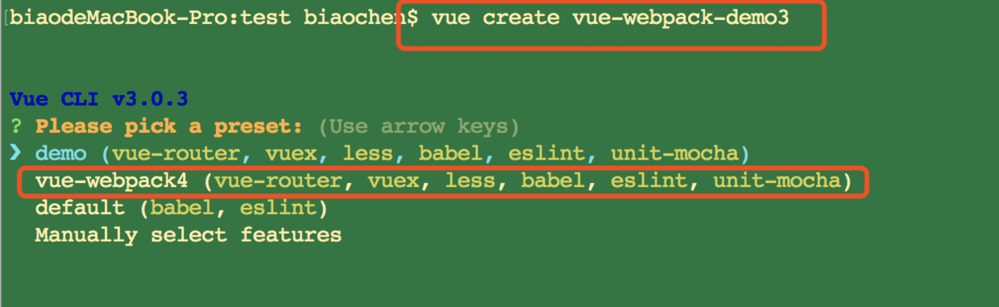 [biaodeMacBook-Pro:test biaochen$ vue create vue-webpack-demo3
Vue CLI v3.0.3
? Please pick a preset: (Use arrow keys)
❯ demo (vue-router, vuex, less, babel, eslint, unit-mocha)
vue-webpack4 (vue-router, vuex, less, babel, eslint, unit-mocha)
default (babel, eslint)
Manually select features